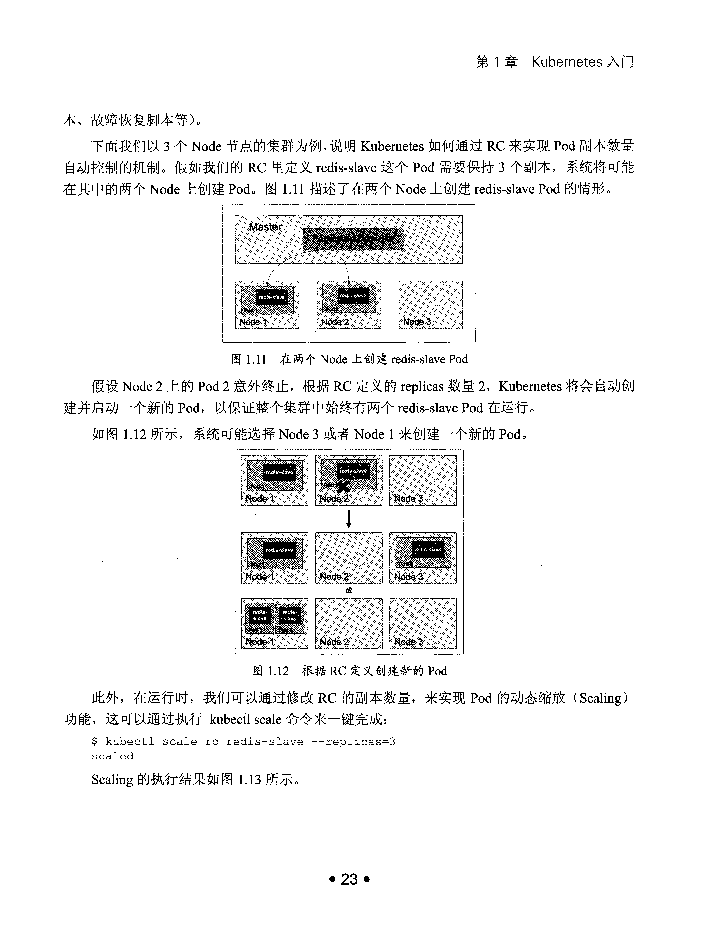 第 1 章 Kubernetes 入门
本、故障恢复脚本等)。
下面我们以 3 个 Node 节点的集群为例,说明 Kubernetes 如何通过 RC 来实现 Pod 副本数量
自动控制的机制。假如我们的 RC 里定义 redis-slave 这个 Pod 需要保持 3 个副本,系统将可能
在其中的两个 Node 上创建 Pod。图 1.11 描述了在两个 Node 上创建 redis-slave Pod 的情形。
Master
redis-slave
redis-slave
Node 1
Node 2
Node 3
图 1.11 在两个 Node 上创建 redis-slave Pod
假设 Node 2 上的 Pod 2 意外终止,根据 RC 定义的 replicas 数量 2,Kubernetes 将会自动创
建并启动一个新的 Pod,以保证整个集群中始终有两个 redis-slave Pod 在运行。
如图 1.12 所示,系统可能选择 Node 3 或者 Node 1 来创建一个新的 Pod。
redis-slave
redis-slave
Node 1
Node 2
Node 3
redis-slave
Node 1
Node 2
Node 3
或
Node 1
Node 2
Node 3
图 1.12 根据 RC 定义创建新的 Pod
此外,在运行时,我们可以通过修改 RC 的副本数量,来实现 Pod 的动态缩放(Scaling)
功能,这可以通过执行 kubectl scale 命令来一键完成:
$ kubectl scale rc redis-slave --replicas=3
scaled
Scaling 的执行结果如图 1.13 所示。
• 23 •